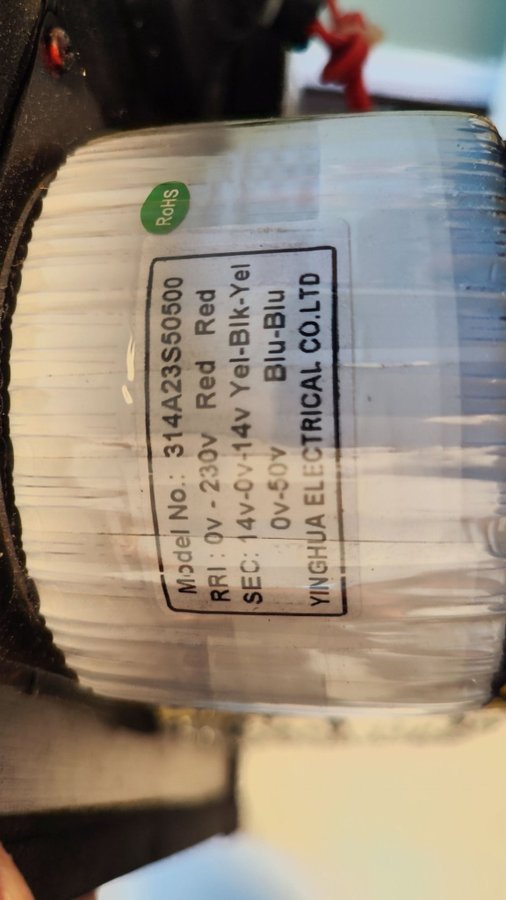 RoHS
Model No.: 314A23S50500
RRI : 0v - 230v Red Red
SEC: 14v-0v-14v Yel-Blk-Yel
0v-50v Blu-Blu
YINGHUA ELECTRICAL CO.LTD